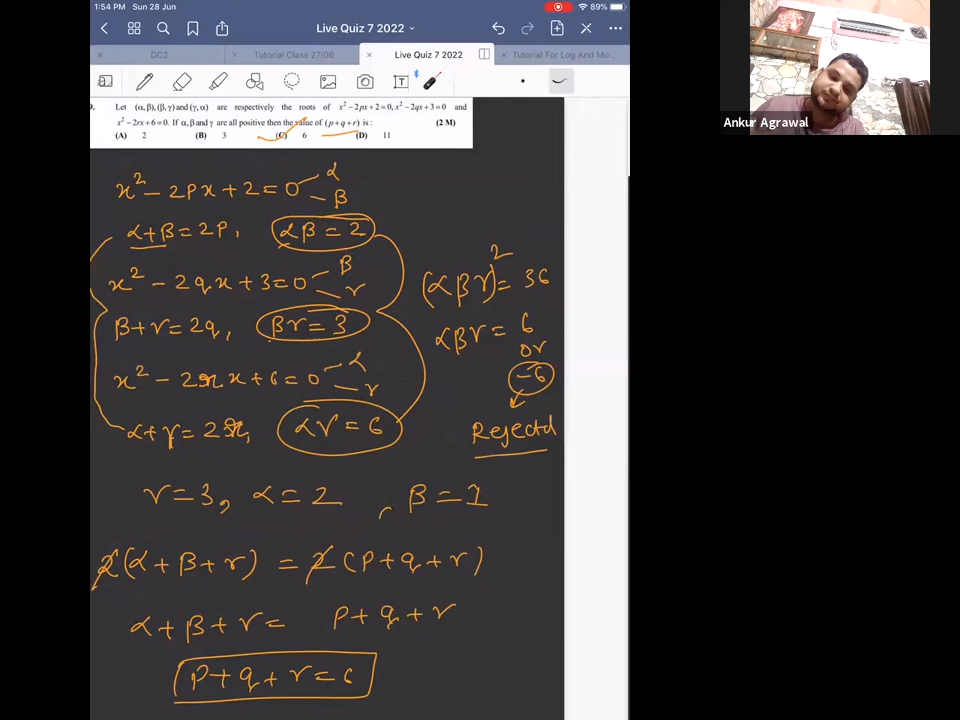 1:54 PM Sun 28 Jun
89%
Live Quiz 7 2022
DC2
Tutorial Class 27/06
Live Quiz 7 2022
Tutorial For Log And Mo...
Let (α, β), (β, γ) and (γ, α) are respectively the roots of x² − 2px + 2 = 0, x² − 2qx + 3 = 0 and
x² − 2rx + 6 = 0. If α, β and γ are all positive then the value of (p + q + r) is : (2 M)
(A) 2 (B) 3 (C) 6 (D) 11
x² − 2px + 2 = 0 α
β
α + β = 2p, αβ = 2
x² − 2qx + 3 = 0 β
γ
β + γ = 2q, βγ = 3
x² − 2rx + 6 = 0 α
γ
α + γ = 2r, αγ = 6
(αβγ)² = 36
αβγ = 6
or
−6
Rejectd
γ = 3, α = 2, β = 1
2(α + β + γ) = 2(p + q + r)
α + β + γ = p + q + r
p + q + r = 6
Ankur Agrawal